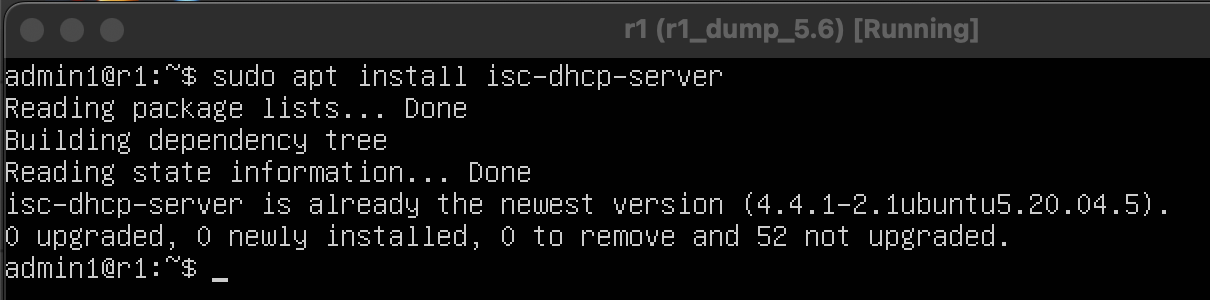 r1 (r1_dump_5.6) [Running]
admin1@r1:~$ sudo apt install isc-dhcp-server
Reading package lists... Done
Building dependency tree
Reading state information... Done
isc-dhcp-server is already the newest version (4.4.1-2.1ubuntu5.20.04.5).
0 upgraded, 0 newly installed, 0 to remove and 52 not upgraded.
admin1@r1:~$ _